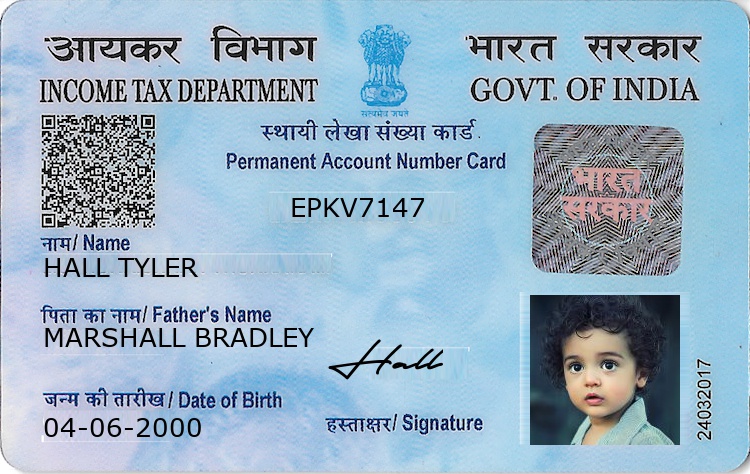 आयकर विभाग
INCOME TAX DEPARTMENT
सत्यमेव जयते
भारत सरकार
GOVT. OF INDIA
स्थायी लेखा संख्या कार्ड
Permanent Account Number Card
EPKV7147
भारत
सरकार
नाम/ Name
HALL TYLER
पिता का नाम/ Father's Name
MARSHALL BRADLEY
जन्म की तारीख / Date of Birth
04-06-2000
Hall
हस्ताक्षर/ Signature
24032017